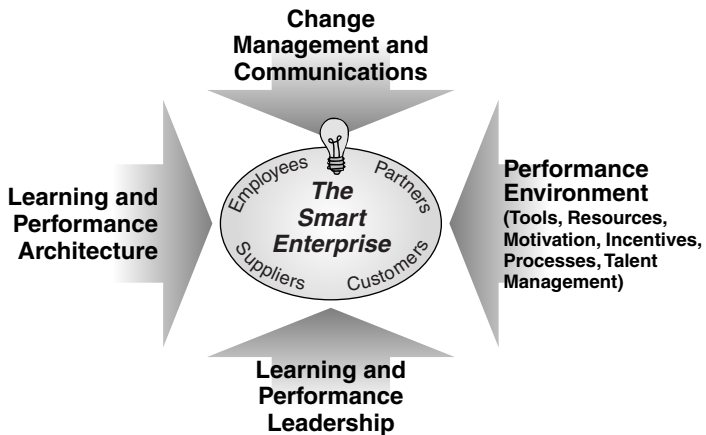 Change
Management and
Communications
Learning and
Performance
Architecture
Employees
Partners
The
Smart
Enterprise
Suppliers
Customers
Performance
Environment
(Tools, Resources,
Motivation, Incentives,
Processes, Talent
Management)
Learning and
Performance
Leadership